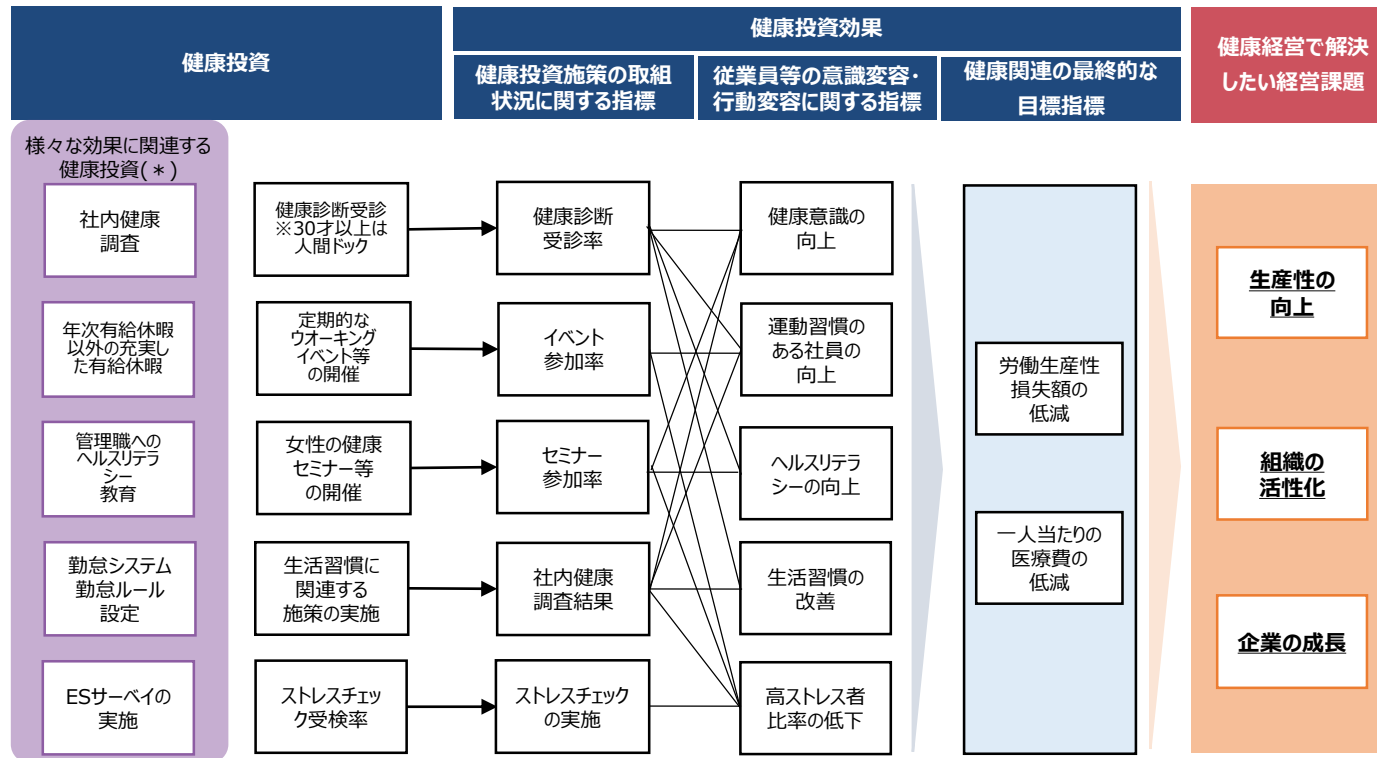 健康投資
健康投資効果
健康投資施策の取組
状況に関する指標
従業員等の意識変容・
行動変容に関する指標
健康関連の最終的な
目標指標
健康経営で解決
したい経営課題
様々な効果に関連する
健康投資(＊)
社内健康
調査
年次有給休暇
以外の充実し
た有給休暇
管理職への
ヘルスリテラ
シー
教育
勤怠システム
勤怠ルール
設定
ESサーベイの
実施
健康診断受診
※30才以上は
人間ドック
定期的な
ウオーキング
イベント等
の開催
女性の健康
セミナー等
の開催
生活習慣に
関連する
施策の実施
ストレスチェッ
ク受検率
健康診断
受診率
イベント
参加率
セミナー
参加率
社内健康
調査結果
ストレスチェック
の実施
健康意識の
向上
運動習慣の
ある社員の
向上
ヘルスリテラ
シーの向上
生活習慣の
改善
高ストレス者
比率の低下
労働生産性
損失額の
低減
一人当たりの
医療費の
低減
生産性の
向上
組織の
活性化
企業の成長